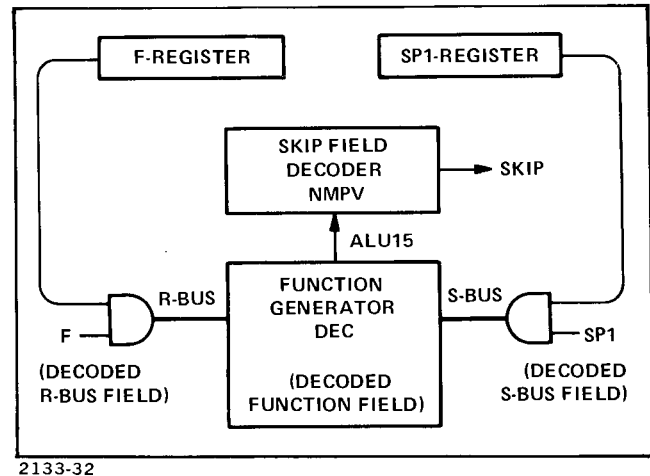 F-REGISTER
SP1-REGISTER
SKIP FIELD
DECODER
NMPV
SKIP
ALU15
R-BUS
FUNCTION
GENERATOR
DEC
S-BUS
F
SP1
(DECODED
R-BUS FIELD)
(DECODED
FUNCTION FIELD)
(DECODED
S-BUS FIELD)
2133-32